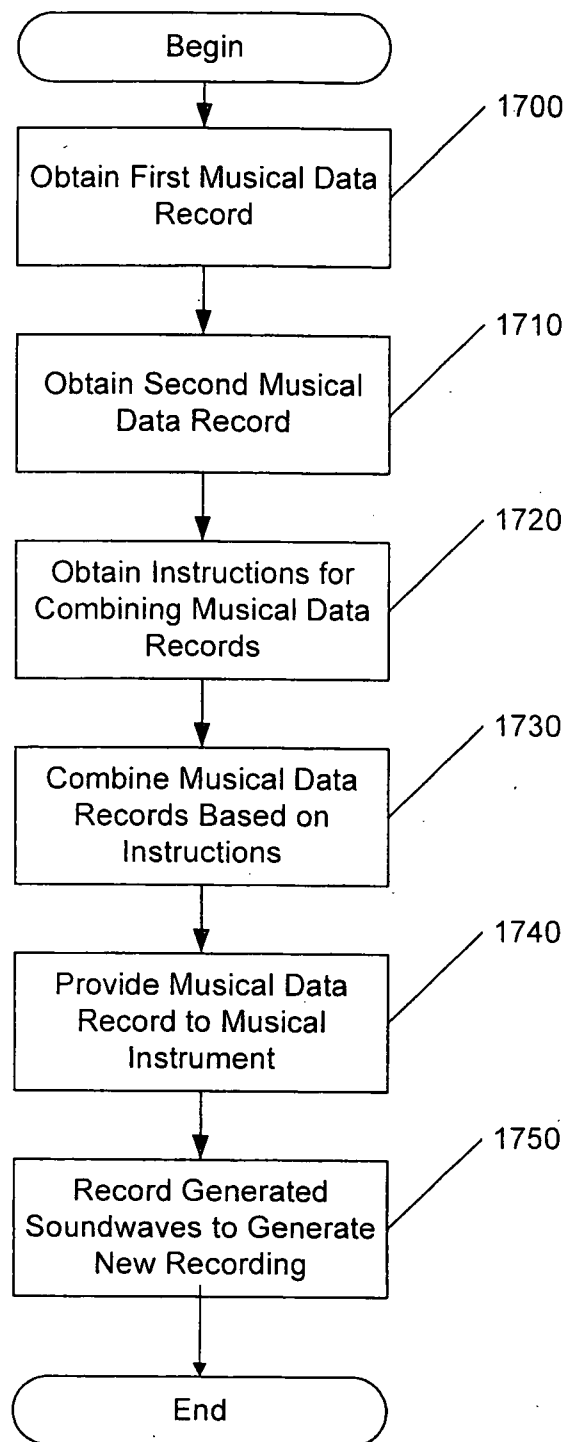 Begin
1700
Obtain First Musical Data
Record
1710
Obtain Second Musical
Data Record
1720
Obtain Instructions for
Combining Musical Data
Records
1730
Combine Musical Data
Records Based on
Instructions
1740
Provide Musical Data
Record to Musical
Instrument
1750
Record Generated
Soundwaves to Generate
New Recording
End